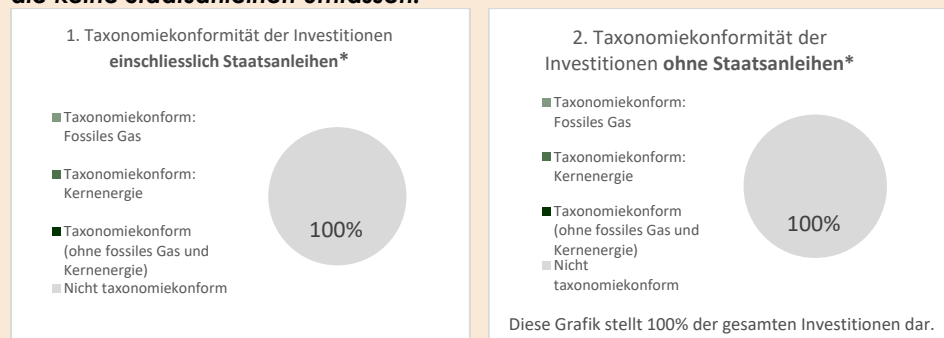 die keine Staatsanleihen umfassen.
1. Taxonomiekonformität der Investitionen
einschliesslich Staatsanleihen*
Taxonomiekonform:
Fossiles Gas
Taxonomiekonform:
Kernenergie
Taxonomiekonform
(ohne fossiles Gas und
Kernenergie)
Nicht taxonomiekonform
100%
2. Taxonomiekonformität der
Investitionen ohne Staatsanleihen*
Taxonomiekonform:
Fossiles Gas
Taxonomiekonform:
Kernenergie
Taxonomiekonform
(ohne fossiles Gas und
Kernenergie)
Nicht
taxonomiekonform
100%
Diese Grafik stellt 100% der gesamten Investitionen dar.